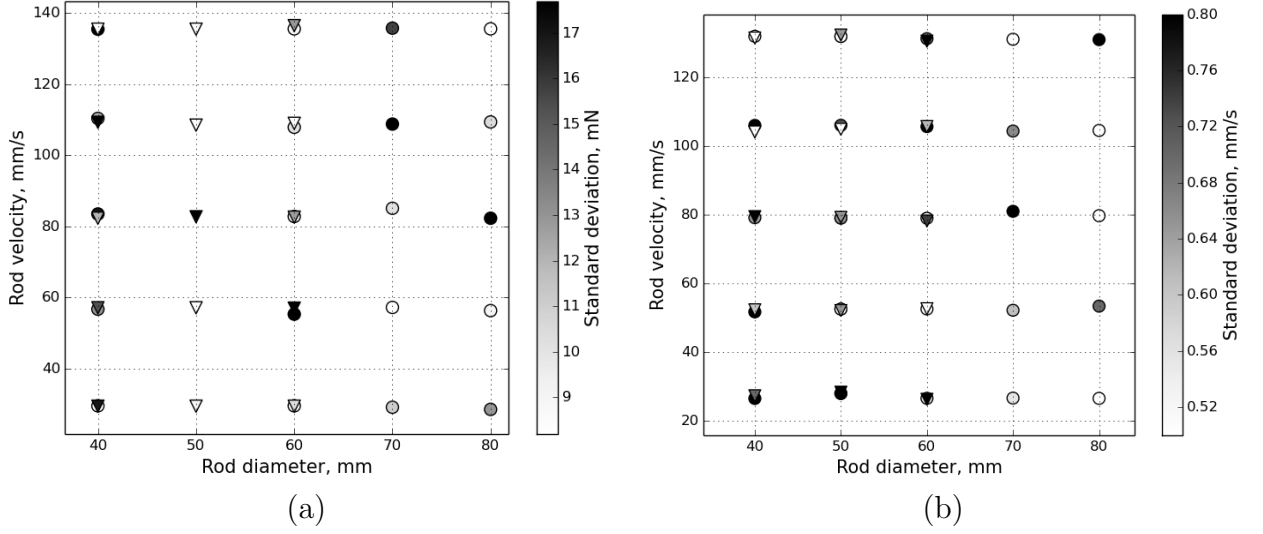 140
120
100
80
60
40
40 50 60 70 80
Rod diameter, mm
Rod velocity, mm/s
17
16
15
14
13
12
11
10
9
Standard deviation, mN
(a)
120
100
80
60
40
20
40 50 60 70 80
Rod diameter, mm
Rod velocity, mm/s
0.80
0.76
0.72
0.68
0.64
0.60
0.56
0.52
Standard deviation, mm/s
(b)